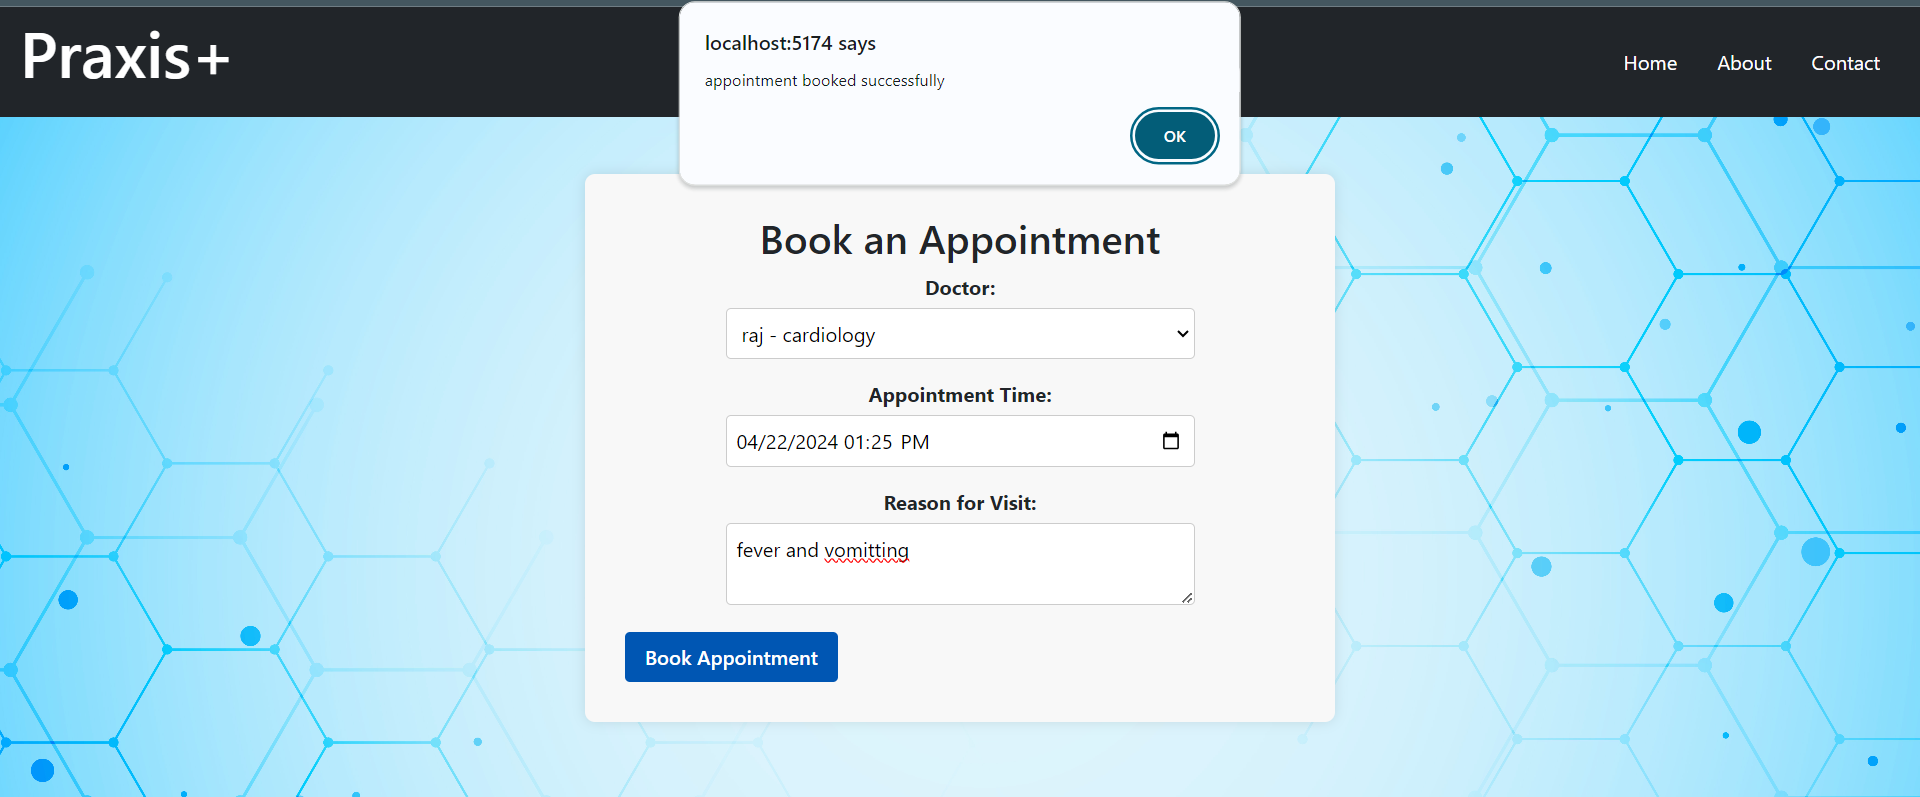 Praxis+
localhost:5174 says
appointment booked successfully
OK
Home About Contact
Book an Appointment
Doctor:
raj - cardiology
Appointment Time:
04/22/2024 01:25 PM
Reason for Visit:
fever and vomitting
Book Appointment